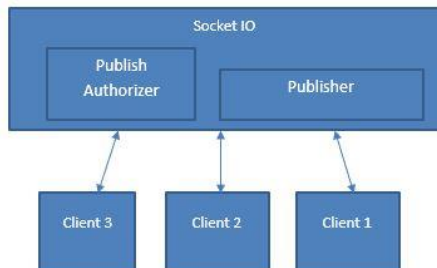 Socket IO
Publish
Authorizer
Publisher
Client 3
Client 2
Client 1